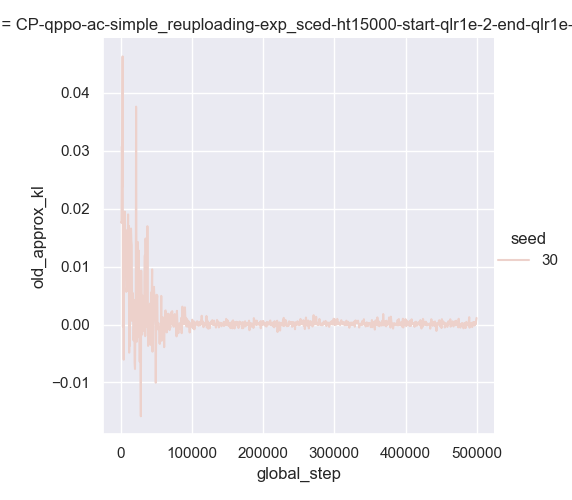 = CP-qppo-ac-simple_reuploading-exp_sced-ht15000-start-qlr1e-2-end-qlr1e-
0.04
0.03
0.02
0.01
0.00
−0.01
old_approx_kl
0 100000 200000 300000 400000 500000
global_step
seed
30